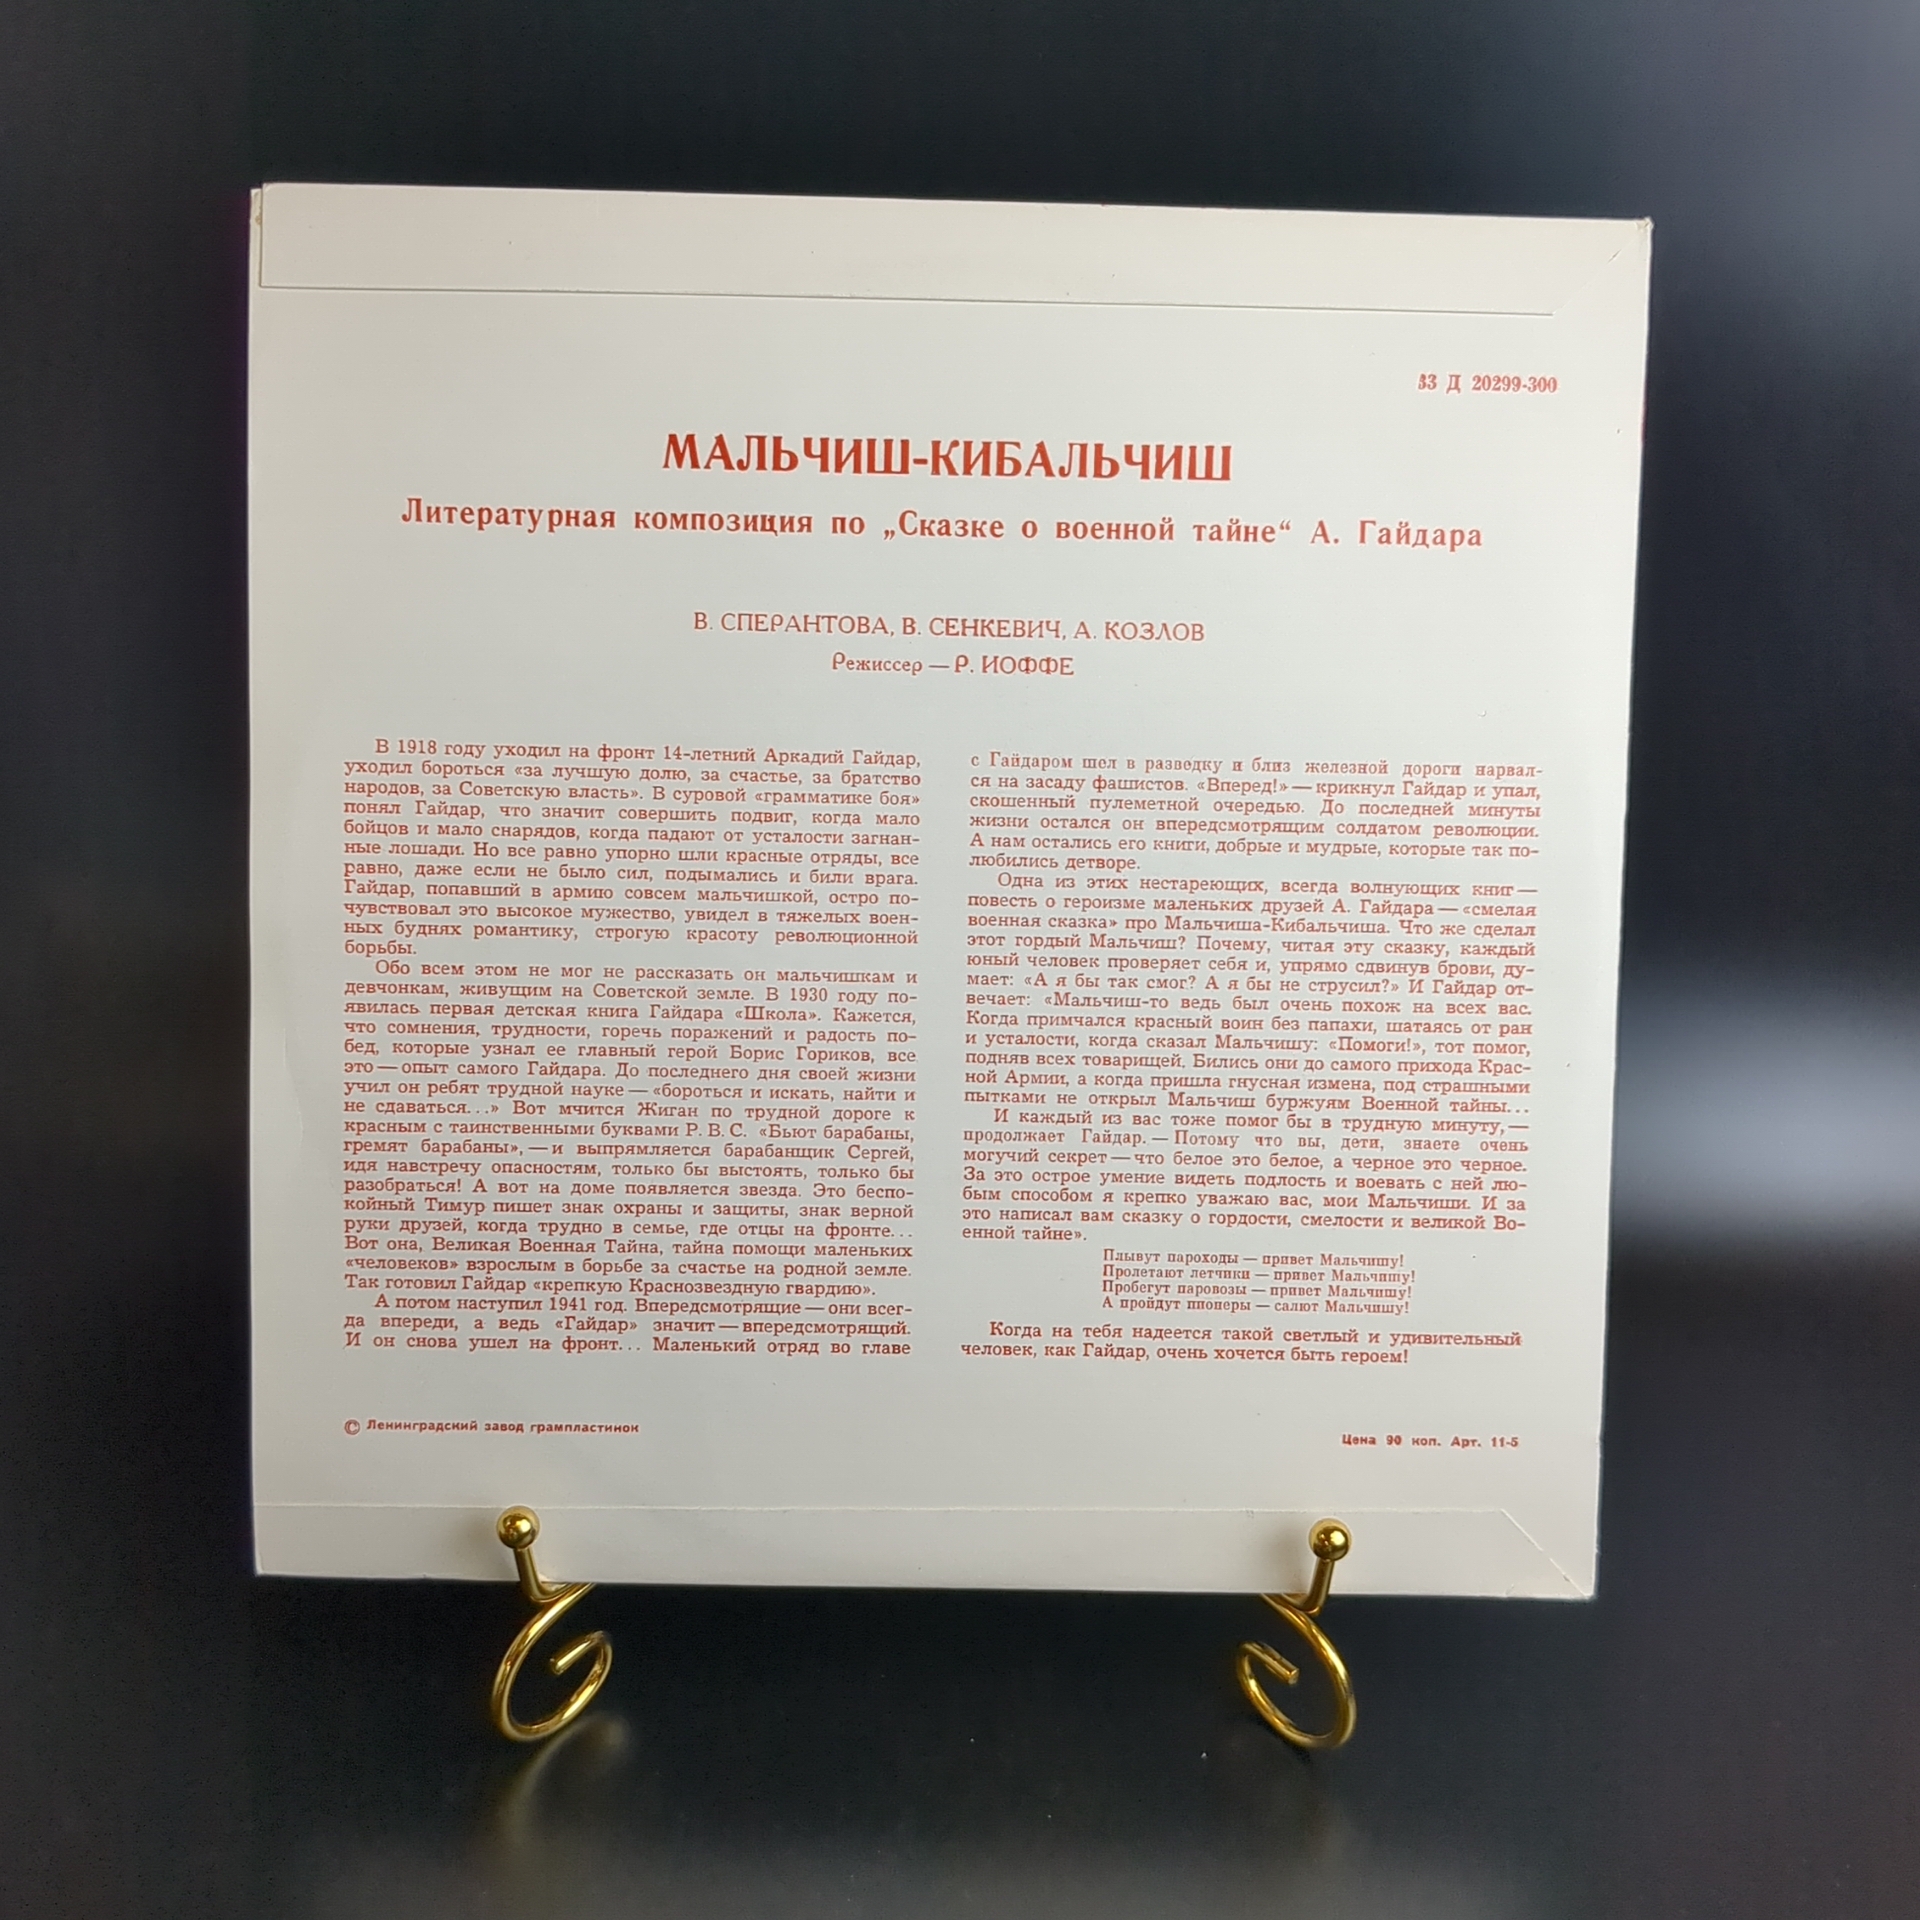 33 Д 20299-300
МАЛЬЧИШ-КИБАЛЬЧИШ
Литературная композиция по „Сказке о военной тайне“ А. Гайдара
В. СПЕРАНТОВА, В. СЕНКЕВИЧ, А. КОЗЛОВ
Режиссер — Р. ИОФФЕ
В 1918 году уходил на фронт 14-летний Аркадий Гайдар,
уходил бороться «за лучшую долю, за счастье, за братство
народов, за Советскую власть». В суровой «грамматике боя»
понял Гайдар, что значит совершить подвиг, когда мало
бойцов и мало снарядов, когда падают от усталости загнан-
ные лошади. Но все равно упорно шли красные отряды, все
равно, даже если не было сил, подымались и били врага.
Гайдар, попавший в армию совсем мальчишкой, остро по-
чувствовал это высокое мужество, увидел в тяжелых воен-
ных буднях романтику, строгую красоту революционной
борьбы.
Обо всем этом не мог не рассказать он мальчишкам и
девчонкам, живущим на Советской земле. В 1930 году по-
явилась первая детская книга Гайдара «Школа». Кажется,
что сомнения, трудности, горечь поражений и радость по-
бед, которые узнал ее главный герой Борис Гориков, все
это — опыт самого Гайдара. До последнего дня своей жизни
учил он ребят трудной науке — «бороться и искать, найти и
не сдаваться...» Вот мчится Жиган по трудной дороге к
красным с таинственными буквами Р. В. С. «Бьют барабаны,
гремят барабаны», — и выпрямляется барабанщик Сергей,
идя навстречу опасностям, только бы выстоять, только бы
разобраться! А вот на доме появляется звезда. Это беспо-
койный Тимур пишет знак охраны и защиты, знак верной
руки друзей, когда трудно в семье, где отцы на фронте...
Вот она, Великая Военная Тайна, тайна помощи маленьких
«человеков» взрослым в борьбе за счастье на родной земле.
Так готовил Гайдар «крепкую Краснозвездную гвардию».
А потом наступил 1941 год. Впередсмотрящие — они всег-
да впереди, а ведь «Гайдар» значит — впередсмотрящий.
И он снова ушел на фронт... Маленький отряд во главе
с Гайдаром шел в разведку и близ железной дороги нарвал-
ся на засаду фашистов. «Вперед!» — крикнул Гайдар и упал,
скошенный пулеметной очередью. До последней минуты
жизни остался он впередсмотрящим солдатом революции.
А нам остались его книги, добрые и мудрые, которые так по-
любились детворе.
Одна из этих нестареющих, всегда волнующих книг —
повесть о героизме маленьких друзей А. Гайдара — «смелая
военная сказка» про Мальчиша-Кибальчиша. Что же сделал
этот гордый Мальчиш? Почему, читая эту сказку, каждый
юный человек проверяет себя и, упрямо сдвинув брови, ду-
мает: «А я бы так смог? А я бы не струсил?» И Гайдар от-
вечает: «Мальчиш-то ведь был очень похож на всех вас.
Когда примчался красный воин без папахи, шатаясь от ран
и усталости, когда сказал Мальчишу: «Помоги!», тот помог,
подняв всех товарищей. Бились они до самого прихода Крас-
ной Армии, а когда пришла гнусная измена, под страшными
пытками не открыл Мальчиш буржуям Военной тайны...
И каждый из вас тоже помог бы в трудную минуту, —
продолжает Гайдар. — Потому что вы, дети, знаете очень
могучий секрет — что белое это белое, а черное это черное.
За это острое умение видеть подлость и воевать с ней лю-
бым способом я крепко уважаю вас, мои Мальчиши. И за
это написал вам сказку о гордости, смелости и великой Во-
енной тайне».
Плывут пароходы — привет Мальчишу!
Пролетают летчики — привет Мальчишу!
Пробегут паровозы — привет Мальчишу!
А пройдут пионеры — салют Мальчишу!
Когда на тебя надеется такой светлый и удивительный
человек, как Гайдар, очень хочется быть героем!
© Ленинградский завод грампластинок
Цена 90 коп. Арт. 11-5